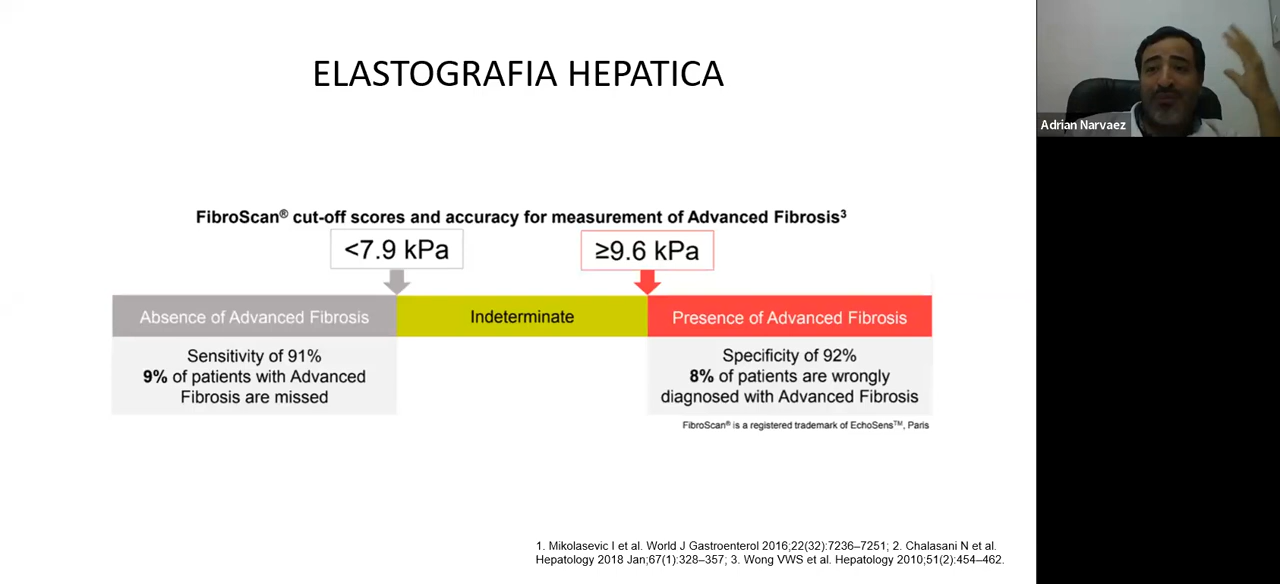 ELASTOGRAFIA HEPATICA
Adrian Narvaez
FibroScan® cut-off scores and accuracy for measurement of Advanced Fibrosis³
<7.9 kPa
≥9.6 kPa
Absence of Advanced Fibrosis
Indeterminate
Presence of Advanced Fibrosis
Sensitivity of 91%
9% of patients with Advanced
Fibrosis are missed
Specificity of 92%
8% of patients are wrongly
diagnosed with Advanced Fibrosis
FibroScan® is a registered trademark of EchoSens™, Paris
1. Mikolasevic I et al. World J Gastroenterol 2016;22(32):7236–7251; 2. Chalasani N et al.
Hepatology 2018 Jan;67(1):328–357; 3. Wong VWS et al. Hepatology 2010;51(2):454–462.